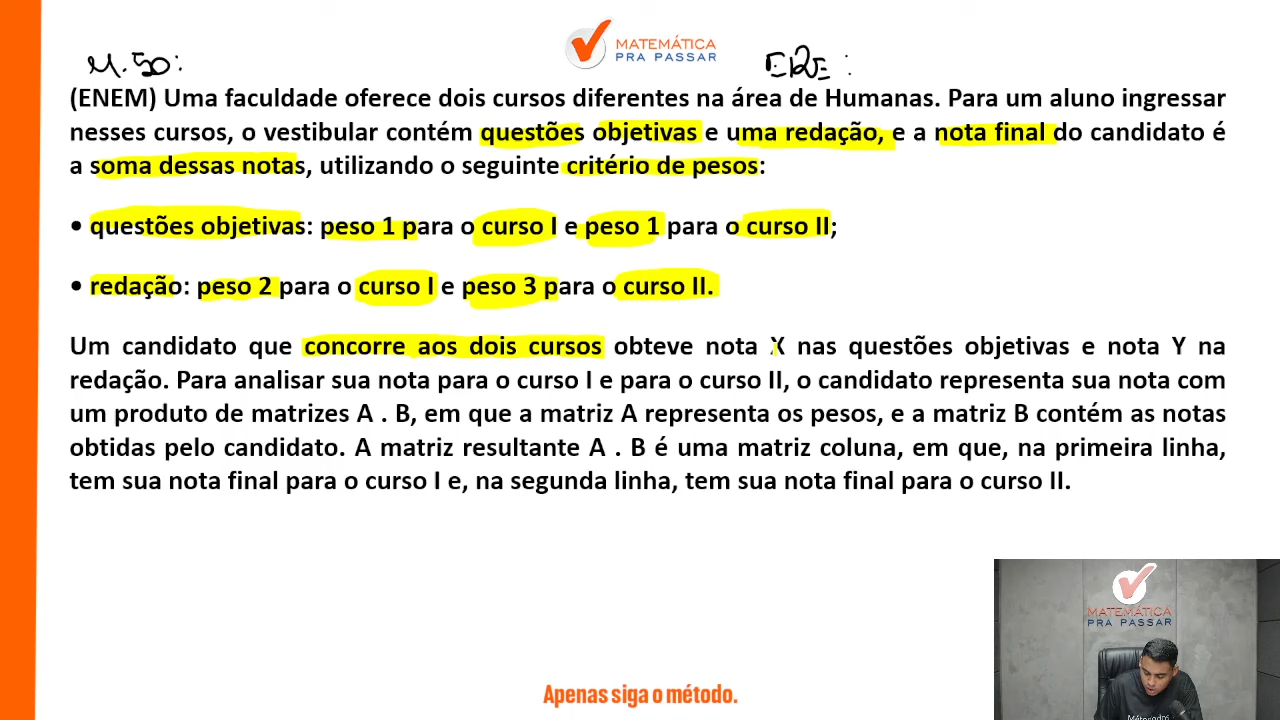 MATEMÁTICA
PRA PASSAR
M.50:
(ENEM) Uma faculdade oferece dois cursos diferentes na área de Humanas. Para um aluno ingressar
nesses cursos, o vestibular contém questões objetivas e uma redação, e a nota final do candidato é
a soma dessas notas, utilizando o seguinte critério de pesos:
• questões objetivas: peso 1 para o curso I e peso 1 para o curso II;
• redação: peso 2 para o curso I e peso 3 para o curso II.
Um candidato que concorre aos dois cursos obteve nota X nas questões objetivas e nota Y na
redação. Para analisar sua nota para o curso I e para o curso II, o candidato representa sua nota com
um produto de matrizes A . B, em que a matriz A representa os pesos, e a matriz B contém as notas
obtidas pelo candidato. A matriz resultante A . B é uma matriz coluna, em que, na primeira linha,
tem sua nota final para o curso I e, na segunda linha, tem sua nota final para o curso II.
MATEMÁTICA
PRA PASSAR
Apenas siga o método.